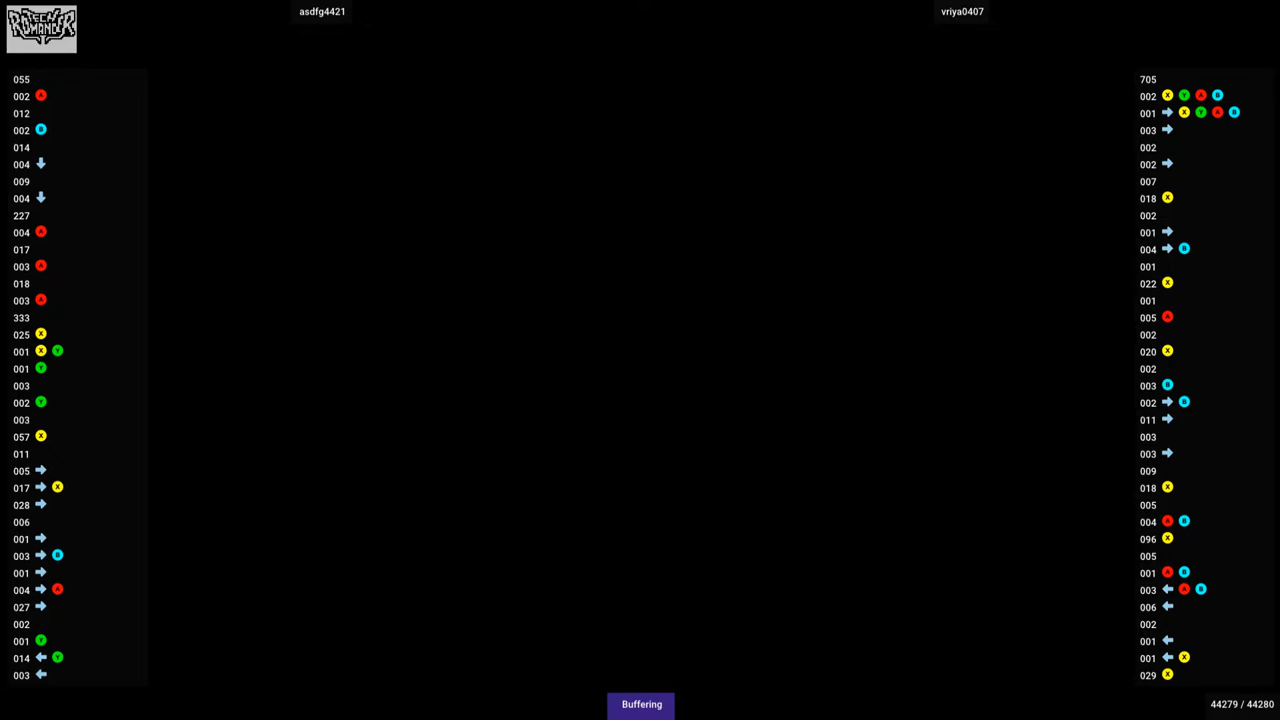 asdfg4421
vriya0407
TECH
ROMANCER
055
002 A
012
002 B
014
004
009
004
227
004 A
017
003 A
018
003 A
333
025 X
001 X Y
001 Y
003
002 Y
003
057 X
011
005
017 X
028
006
001
003 B
001
004 A
027
002
001 Y
014 Y
003
705
002 X Y A B
001 X Y A B
003
002
002
007
018 X
002
001
004 B
001
022 X
001
005 A
002
020 X
002
003 B
002 B
011
003
003
009
018 X
005
004 A B
096 X
005
001 A B
003 A B
006
002
001
001 X
029 X
Buffering
44279 / 44280